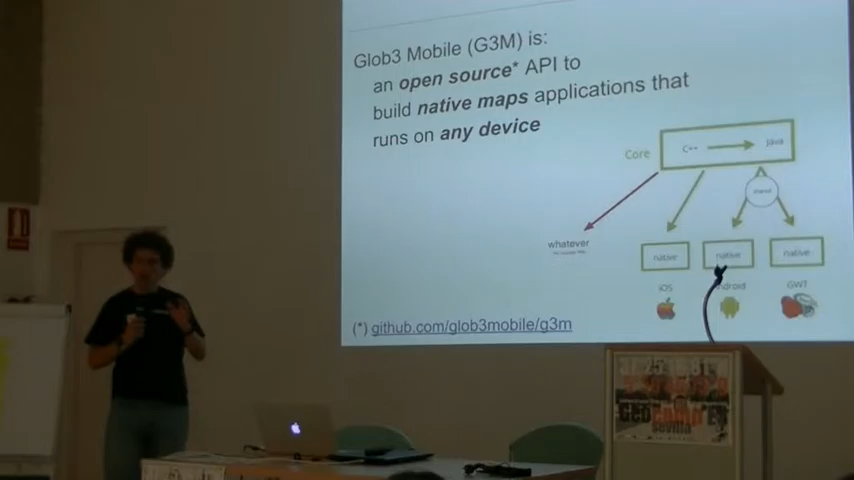 Glob3 Mobile (G3M) is:
an open source* API to
build native maps applications that
runs on any device
Core
C++
Java
shared
whatever
native
native
native
iOS
GWT
(*) github.com/glob3mobile/g3m
Sevilla